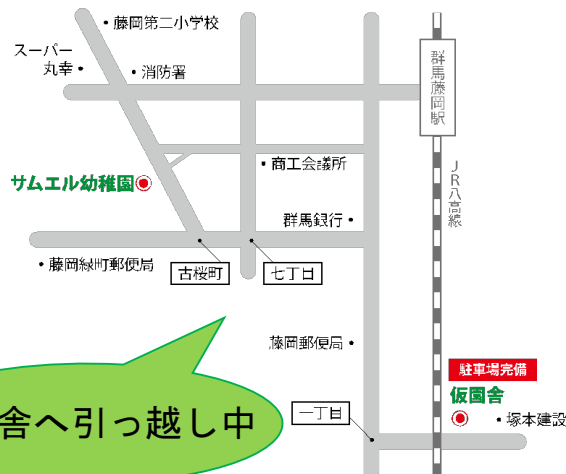 藤岡第二小学校
スーパー
丸幸
消防署
群馬藤岡駅
JR八高線
商工会議所
サムエル幼稚園
群馬銀行
藤岡緑町郵便局
古桜町
七丁目
藤岡郵便局
駐車場完備
仮園舎
一丁目
塚本建設
舎へ引っ越し中